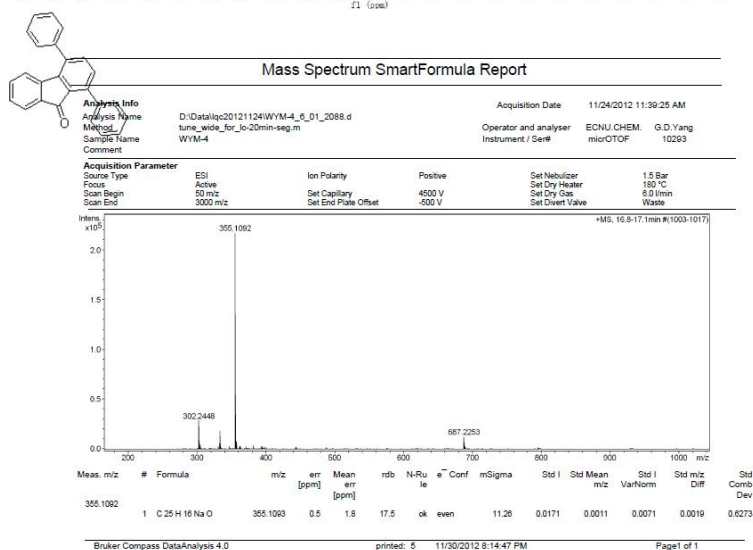 f1 (ppm)
O
Mass Spectrum SmartFormula Report
Analysis Info
Acquisition Date 11/24/2012 11:39:25 AM
Analysis Name D:\Data\lqc20121124\WYM-4_6_01_2088.d
Method tune_wide_for_lc-20min-seg.m Operator and analyser ECNU.CHEM. G.D.Yang
Sample Name WYM-4 Instrument / Ser# micrOTOF 10293
Comment
Acquisition Parameter
Source Type ESI Ion Polarity Positive Set Nebulizer 1.5 Bar
Focus Active Set Dry Heater 180 °C
Scan Begin 50 m/z Set Capillary 4500 V Set Dry Gas 6.0 l/min
Scan End 3000 m/z Set End Plate Offset -500 V Set Divert Valve Waste
Intens. +MS, 16.8-17.1min #(1003-1017)
x105
355.1092
2.0
1.5
1.0
0.5
302.2448
687.2253
0.0
200 300 400 500 600 700 800 900 1000 m/z
Meas. m/z # Formula m/z err Mean rdb N-Ru e⁻ Conf mSigma Std I Std Mean Std I Std m/z Std
[ppm] err le m/z VarNorm Diff Comb
[ppm] Dev
355.1092
1 C 25 H 16 Na O 355.1093 0.5 1.8 17.5 ok even 11.26 0.0171 0.0011 0.0071 0.0019 0.6273
Bruker Compass DataAnalysis 4.0 printed: 5 11/30/2012 8:14:47 PM Page1 of 1